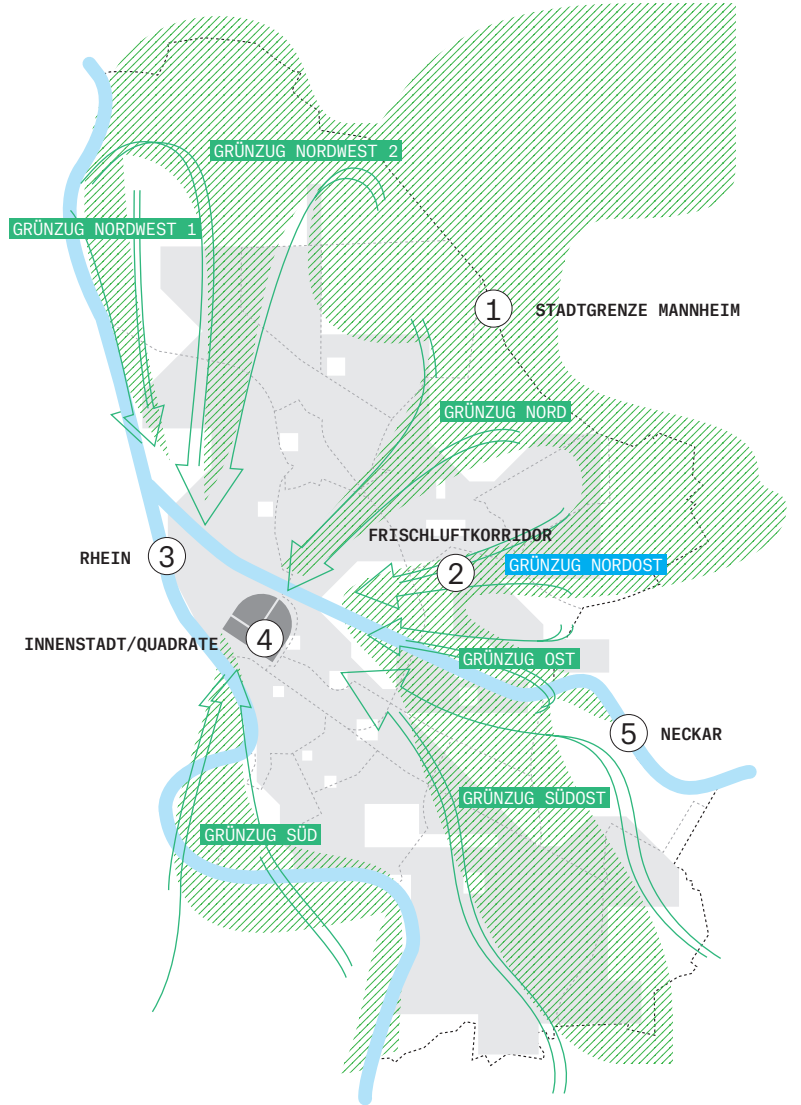 GRÜNZUG NORDWEST 2
GRÜNZUG NORDWEST 1
1 STADTGRENZE MANNHEIM
GRÜNZUG NORD
FRISCHLUFTKORRIDOR
2
GRÜNZUG NORDOST
RHEIN 3
INNENSTADT/QUADRATE 4
GRÜNZUG OST
5 NECKAR
GRÜNZUG SÜDOST
GRÜNZUG SÜD